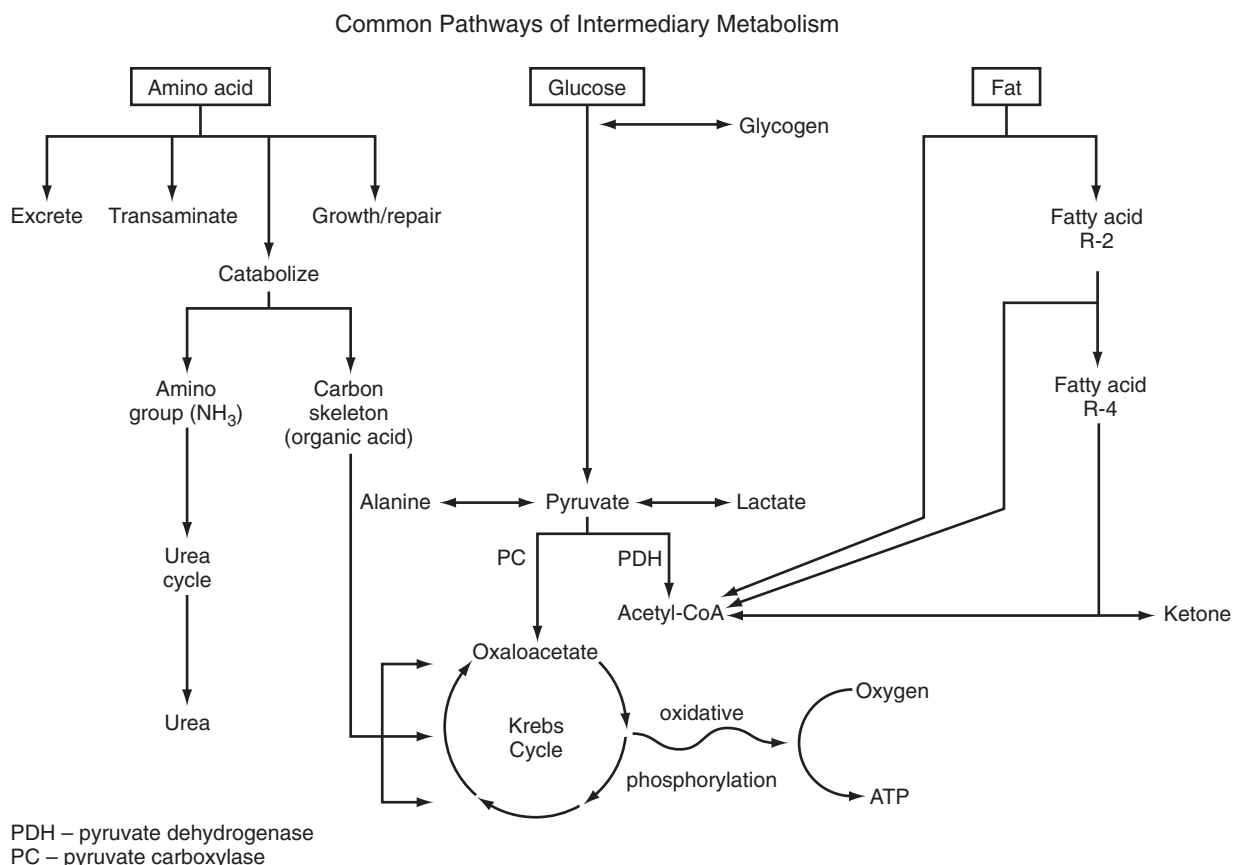 Common Pathways of Intermediary Metabolism
Amino acid
Glucose
Fat
Glycogen
Excrete
Transaminate
Growth/repair
Fatty acid
R-2
Catabolize
Amino
group (NH₃)
Carbon
skeleton
(organic acid)
Fatty acid
R-4
Alanine
Pyruvate
Lactate
PC
PDH
Urea
cycle
Acetyl-CoA
Ketone
Oxaloacetate
Urea
Krebs
Cycle
oxidative
phosphorylation
Oxygen
ATP
PDH – pyruvate dehydrogenase
PC – pyruvate carboxylase